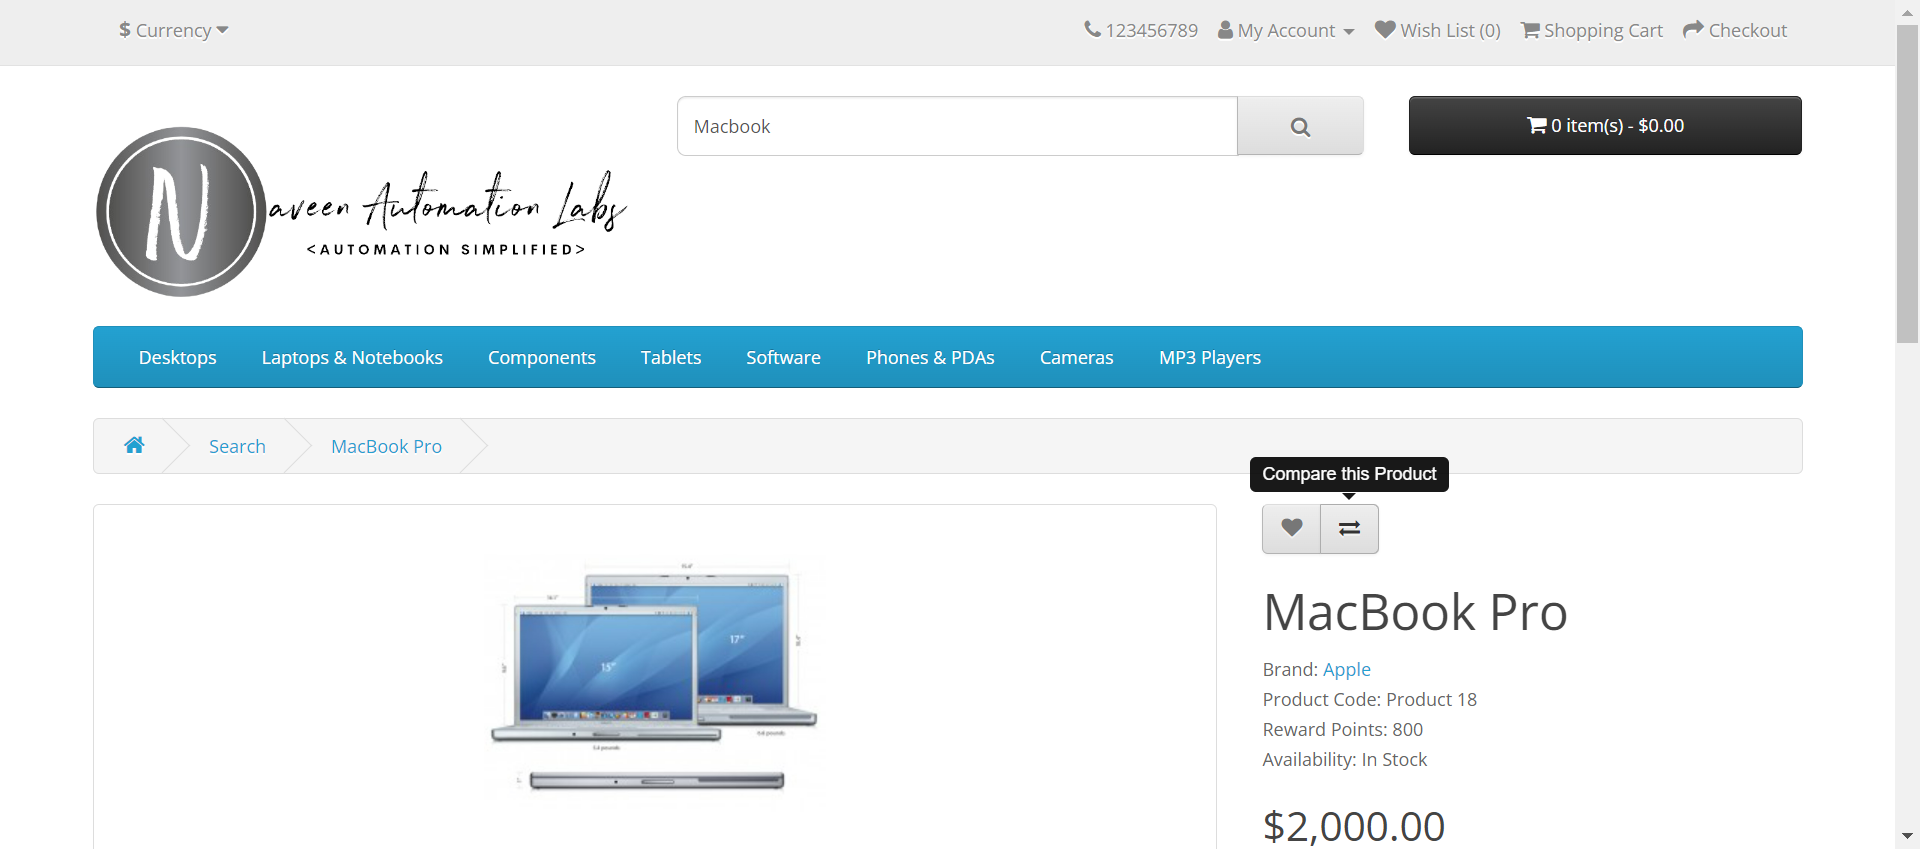 $ Currency
123456789 My Account Wish List (0) Shopping Cart Checkout
Macbook
0 item(s) - $0.00
N aveen Automation Labs
<AUTOMATION SIMPLIFIED>
Desktops Laptops & Notebooks Components Tablets Software Phones & PDAs Cameras MP3 Players
Search MacBook Pro
Compare this Product
MacBook Pro
Brand: Apple
Product Code: Product 18
Reward Points: 800
Availability: In Stock
$2,000.00
17"
15"